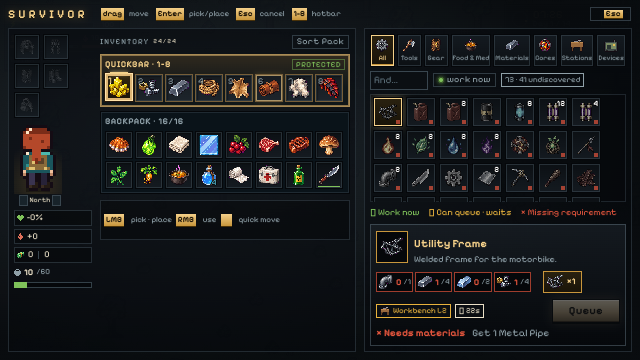 SURVIVOR drag move Enter pick/place Esc cancel 1-8 hotbar Esc
INVENTORY 24/24 Sort Pack
QUICKBAR · 1-8 PROTECTED
BACKPACK · 16/16
North
-0%
+0
0 | 0
10 /60
LMB pick·place RMB use quick move
All Tools Gear Food & Med Materials Ores Stations Devices
Find... work now 13·41 undiscovered
Work now Can queue·waits × Missing requirement
Utility Frame
Welded frame for the motorbike.
0/1 1/4 0/2 1/4 ×1
Workbench L2 22s Queue
× Needs materials Get 1 Metal Pipe